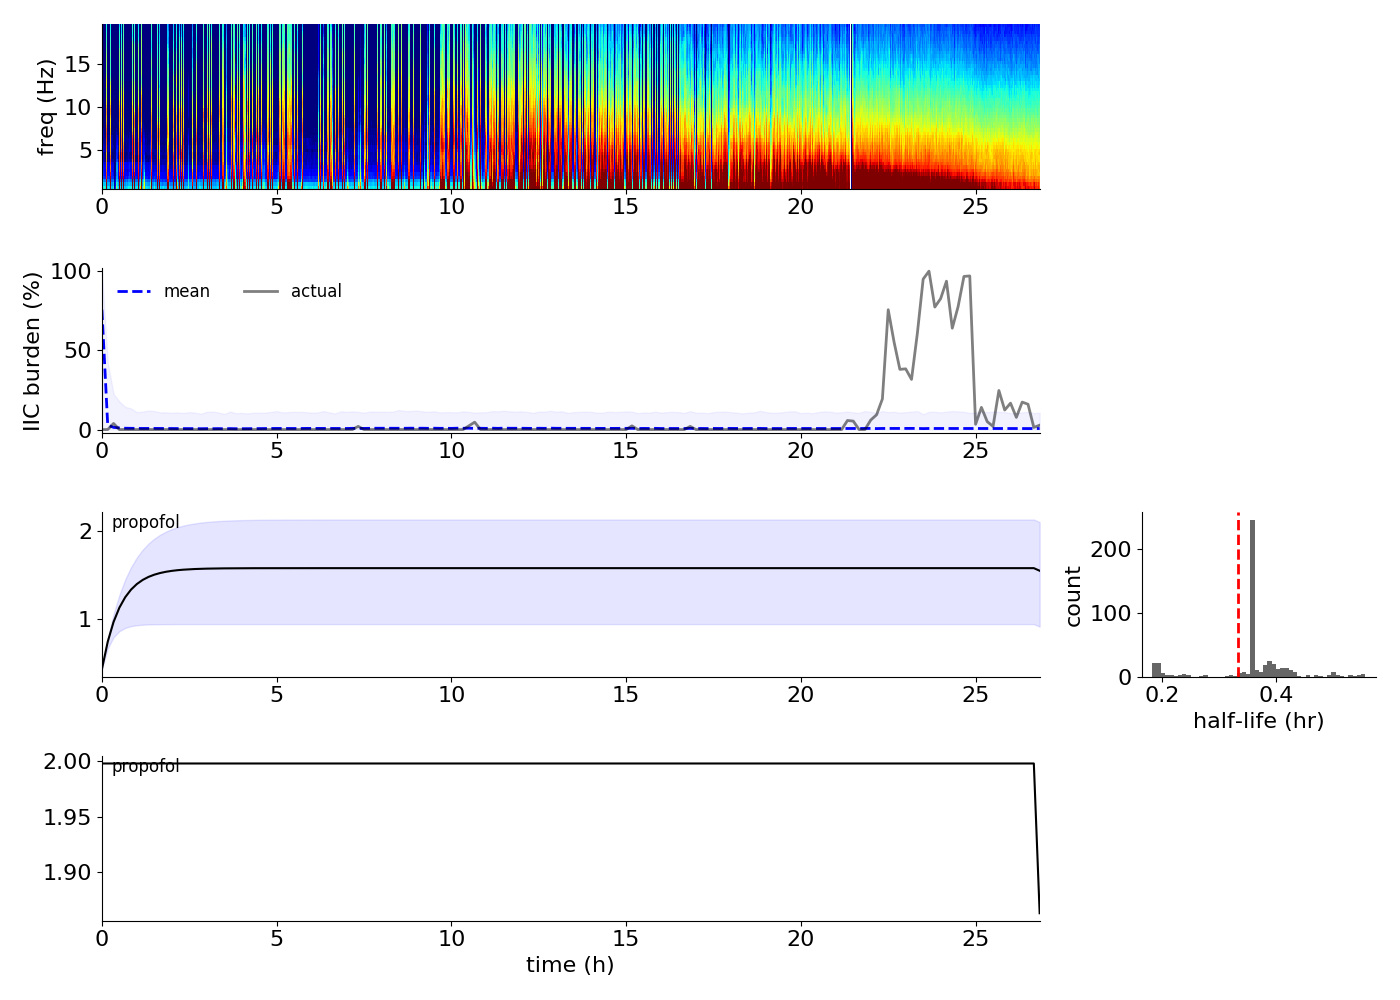 15
10
5
freq (Hz)
0 5 10 15 20 25
100
50
0
IIC burden (%)
mean actual
0 5 10 15 20 25
propofol
2
1
0 5 10 15 20 25
200
100
0
count
0.2 0.4
half-life (hr)
propofol
2.00
1.95
1.90
0 5 10 15 20 25
time (h)